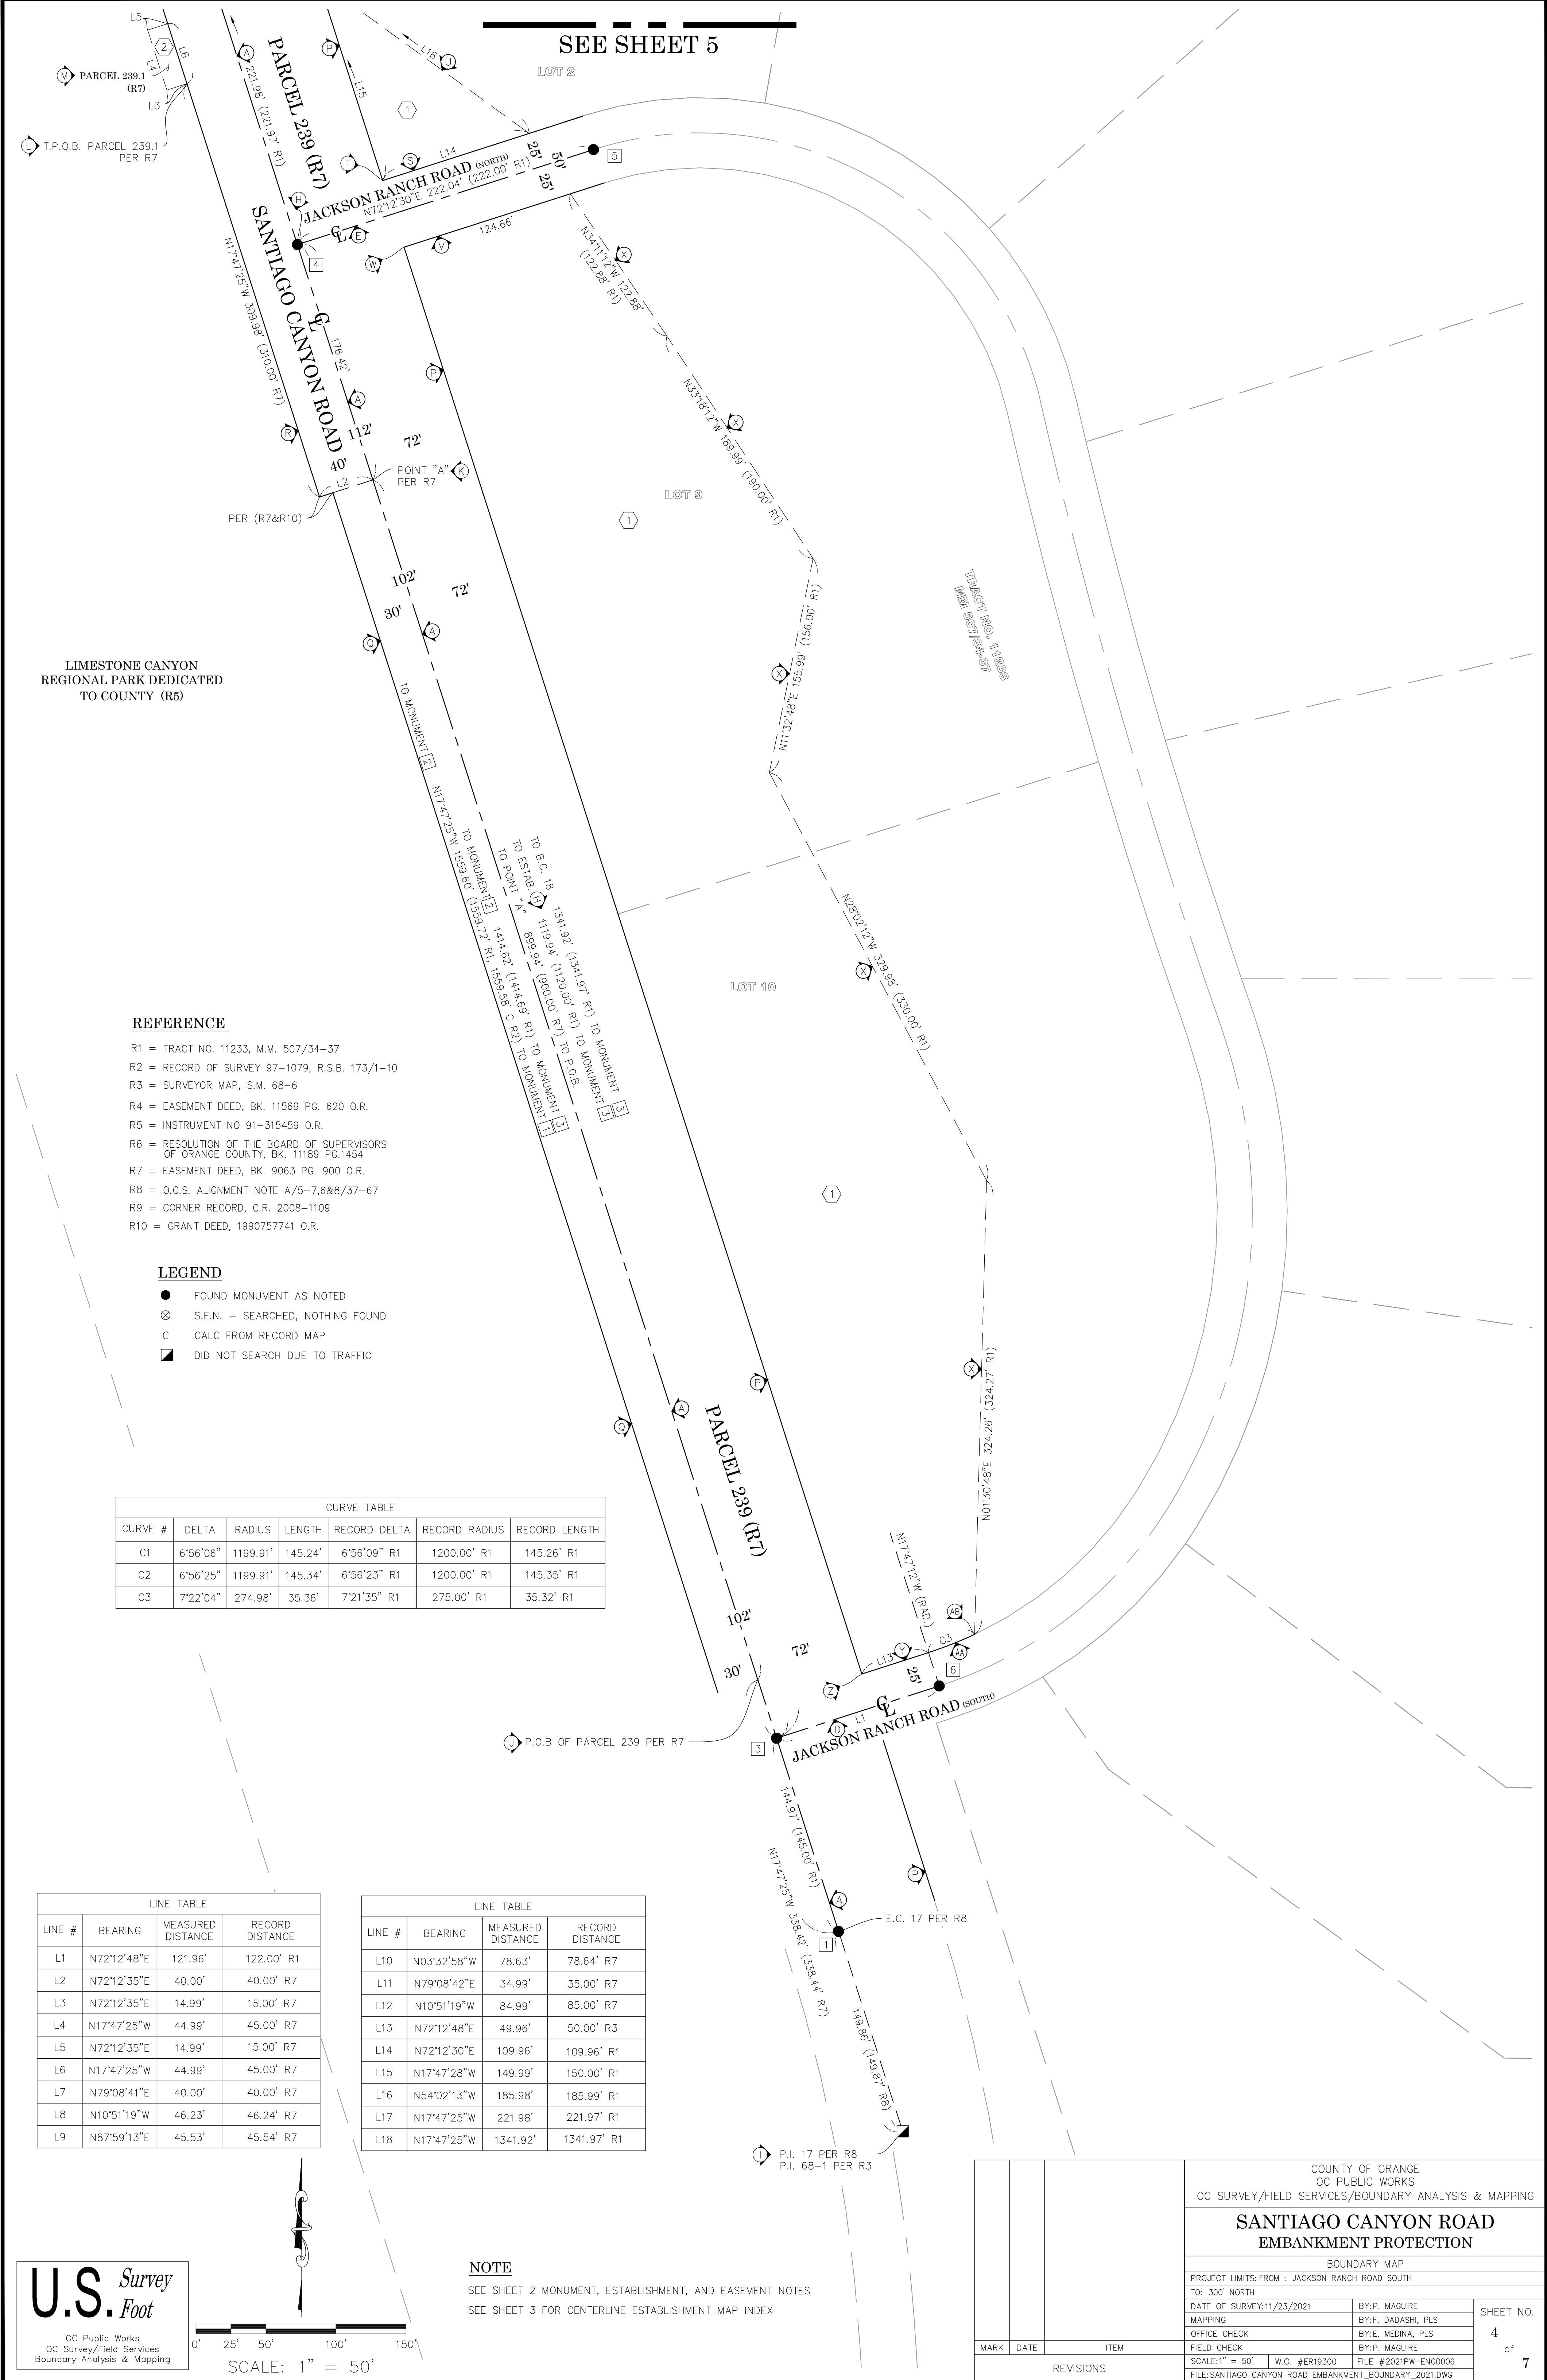 SEE SHEET 5
L5
2
L6
L4
M PARCEL 239.1
(R7)
L3
L T.P.O.B. PARCEL 239.1
PER R7
A
221.98' (221.97' R1)
PARCEL 239 (R7)
P
L15
L16
U
LOT 2
1
T
S
L14
25'
50'
25'
5
JACKSON RANCH ROAD (NORTH)
N72°12'30"E 222.04' (222.00' R1)
H
CL
E
4
W
V
124.66'
SANTIAGO CANYON ROAD
CL
N17°47'25"W 309.98' (310.00' R7)
176.42'
A
R
P
112'
72'
40'
L2
POINT "A" K
PER R7
PER (R7&R10)
X
N34°11'12"W 122.88'
(122.88' R1)
X
N33°18'12"W 189.99' (190.00' R1)
LOT 9
1
TRACT NO. 11233
MM 507/34-37
X
N11°32'48"E 155.99' (156.00' R1)
102'
72'
30'
A
Q
LIMESTONE CANYON
REGIONAL PARK DEDICATED
TO COUNTY (R5)
TO MONUMENT 2 N17°47'25"W 1559.60' (1559.72' R1, 1559.58' C R2) TO MONUMENT 1
TO MONUMENT 2 1414.62' (1414.69' R1) TO MONUMENT 3
TO POINT "A" 899.94' (900.00' R7) TO P.O.B.
TO ESTAB. H 1119.94' (1120.00' R1) TO MONUMENT 3
TO B.C. 18 1341.92' (1341.97' R1) TO MONUMENT 3
LOT 10
X
N28°02'12"W 329.98' (330.00' R1)
1
REFERENCE
R1 = TRACT NO. 11233, M.M. 507/34-37
R2 = RECORD OF SURVEY 97-1079, R.S.B. 173/1-10
R3 = SURVEYOR MAP, S.M. 68-6
R4 = EASEMENT DEED, BK. 11569 PG. 620 O.R.
R5 = INSTRUMENT NO 91-315459 O.R.
R6 = RESOLUTION OF THE BOARD OF SUPERVISORS
OF ORANGE COUNTY, BK. 11189 PG.1454
R7 = EASEMENT DEED, BK. 9063 PG. 900 O.R.
R8 = O.C.S. ALIGNMENT NOTE A/5-7,6&8/37-67
R9 = CORNER RECORD, C.R. 2008-1109
R10 = GRANT DEED, 1990757741 O.R.
LEGEND
FOUND MONUMENT AS NOTED
S.F.N. - SEARCHED, NOTHING FOUND
C CALC FROM RECORD MAP
DID NOT SEARCH DUE TO TRAFFIC
P
A
Q
X
N01°30'48"E 324.26' (324.27' R1)
PARCEL 239 (R7)
CURVE TABLE
CURVE # DELTA RADIUS LENGTH RECORD DELTA RECORD RADIUS RECORD LENGTH
C1 6°56'06" 1199.91' 145.24' 6°56'09" R1 1200.00' R1 145.26' R1
C2 6°56'25" 1199.91' 145.34' 6°56'23" R1 1200.00' R1 145.35' R1
C3 7°22'04" 274.98' 35.36' 7°21'35" R1 275.00' R1 35.32' R1
N17°47'12"W (RAD.)
AB
C3
AA
Y
L13
25'
6
Z
102'
72'
30'
CL
L1
D
JACKSON RANCH ROAD (SOUTH)
J P.O.B OF PARCEL 239 PER R7
3
144.97' (145.00' R1)
N17°47'25"W 338.42' (338.44' R7)
P
A
E.C. 17 PER R8
1
149.86' (149.87' R8)
I P.I. 17 PER R8
P.I. 68-1 PER R3
LINE TABLE
LINE # BEARING MEASURED DISTANCE RECORD DISTANCE
L1 N72°12'48"E 121.96' 122.00' R1
L2 N72°12'35"E 40.00' 40.00' R7
L3 N72°12'35"E 14.99' 15.00' R7
L4 N17°47'25"W 44.99' 45.00' R7
L5 N72°12'35"E 14.99' 15.00' R7
L6 N17°47'25"W 44.99' 45.00' R7
L7 N79°08'41"E 40.00' 40.00' R7
L8 N10°51'19"W 46.23' 46.24' R7
L9 N87°59'13"E 45.53' 45.54' R7
LINE TABLE
LINE # BEARING MEASURED DISTANCE RECORD DISTANCE
L10 N03°32'58"W 78.63' 78.64' R7
L11 N79°08'42"E 34.99' 35.00' R7
L12 N10°51'19"W 84.99' 85.00' R7
L13 N72°12'48"E 49.96' 50.00' R3
L14 N72°12'30"E 109.96' 109.96' R1
L15 N17°47'28"W 149.99' 150.00' R1
L16 N54°02'13"W 185.98' 185.99' R1
L17 N17°47'25"W 221.98' 221.97' R1
L18 N17°47'25"W 1341.92' 1341.97' R1
U.S. Survey
Foot
OC Public Works
OC Survey/Field Services
Boundary Analysis & Mapping
0' 25' 50' 100' 150'
SCALE: 1" = 50'
NOTE
SEE SHEET 2 MONUMENT, ESTABLISHMENT, AND EASEMENT NOTES
SEE SHEET 3 FOR CENTERLINE ESTABLISHMENT MAP INDEX
MARK DATE ITEM
REVISIONS
COUNTY OF ORANGE
OC PUBLIC WORKS
OC SURVEY/FIELD SERVICES/BOUNDARY ANALYSIS & MAPPING
SANTIAGO CANYON ROAD
EMBANKMENT PROTECTION
BOUNDARY MAP
PROJECT LIMITS: FROM : JACKSON RANCH ROAD SOUTH
TO: 300' NORTH
DATE OF SURVEY:11/23/2021 BY:P. MAGUIRE
MAPPING BY:F. DADASHI, PLS
OFFICE CHECK BY:E. MEDINA, PLS
FIELD CHECK BY:P. MAGUIRE
SCALE:1" = 50' W.O. #ER19300 FILE #2021PW-ENG0006
FILE:SANTIAGO CANYON ROAD EMBANKMENT_BOUNDARY_2021.DWG
SHEET NO.
4
of
7